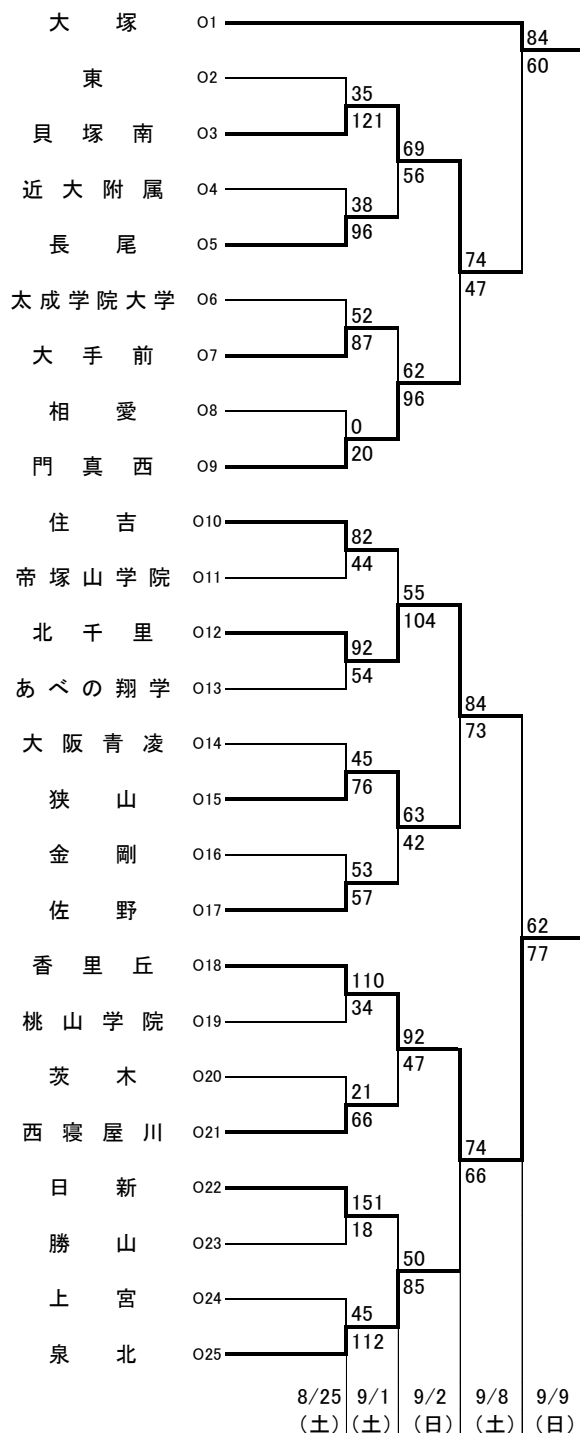 大塚 O1
84
60
東 O2
35
121
貝塚南 O3
69
56
近大附属 O4
38
96
長尾 O5
74
47
太成学院大学 O6
52
87
大手前 O7
62
96
相愛 O8
0
20
門真西 O9
住吉 O10
82
44
帝塚山学院 O11
55
104
北千里 O12
92
54
あべの翔学 O13
84
73
大阪青凌 O14
45
76
狭山 O15
63
42
金剛 O16
53
57
佐野 O17
62
77
香里丘 O18
110
34
桃山学院 O19
92
47
茨木 O20
21
66
西寝屋川 O21
74
66
日新 O22
151
18
勝山 O23
50
85
上宮 O24
45
112
泉北 O25
8/25 9/1 9/2 9/8 9/9
(土) (土) (日) (土) (日)